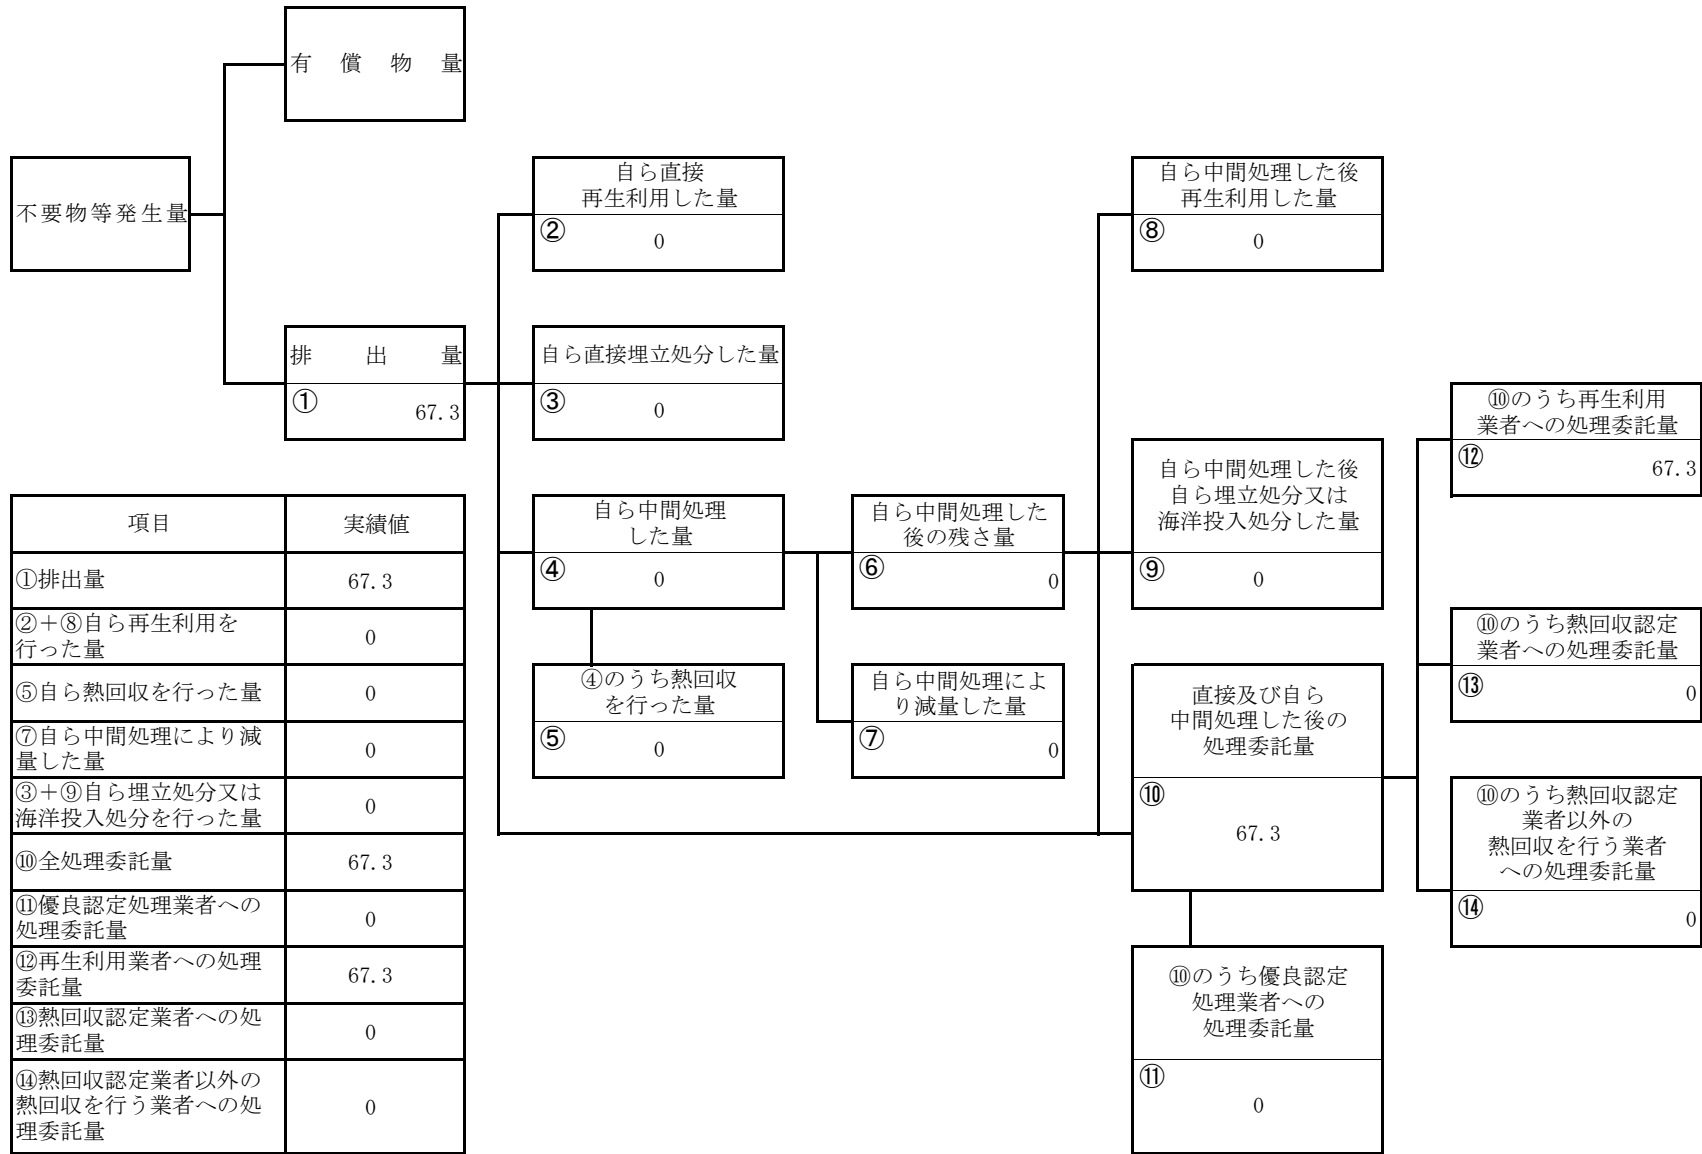 有償物量
不要物等発生量
排出量
① 67.3
自ら直接
再生利用した量
② 0
自ら直接埋立処分した量
③ 0
自ら中間処理
した量
④ 0
④のうち熱回収
を行った量
⑤ 0
自ら中間処理した
後の残さ量
⑥ 0
自ら中間処理によ
り減量した量
⑦ 0
自ら中間処理した後
再生利用した量
⑧ 0
自ら中間処理した後
自ら埋立処分又は
海洋投入処分した量
⑨ 0
直接及び自ら
中間処理した後の
処理委託量
⑩
67.3
⑩のうち優良認定
処理業者への
処理委託量
⑪
0
⑩のうち再生利用
業者への処理委託量
⑫ 67.3
⑩のうち熱回収認定
業者への処理委託量
⑬ 0
⑩のうち熱回収認定
業者以外の
熱回収を行う業者
への処理委託量
⑭ 0
項目 実績値
①排出量 67.3
②＋⑧自ら再生利用を
行った量 0
⑤自ら熱回収を行った量 0
⑦自ら中間処理により減
量した量 0
③＋⑨自ら埋立処分又は
海洋投入処分を行った量 0
⑩全処理委託量 67.3
⑪優良認定処理業者への
処理委託量 0
⑫再生利用業者への処理
委託量 67.3
⑬熱回収認定業者への処
理委託量 0
⑭熱回収認定業者以外の
熱回収を行う業者への処
理委託量 0